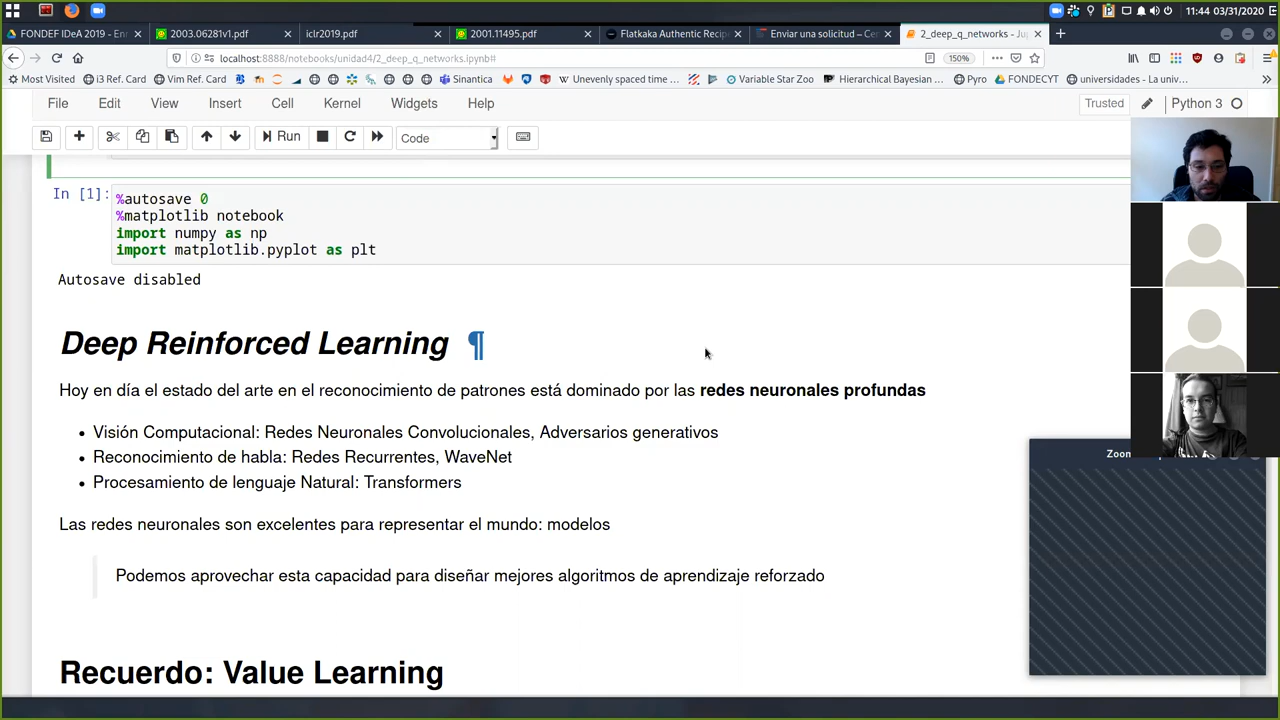 11:44 03/31/2020
FONDEF IDeA 2019 - En
2003.06281v1.pdf
iclr2019.pdf
2001.11495.pdf
Flatkaka Authentic Recip
Enviar una solicitud – Ce
2_deep_q_networks - Ju
localhost:8888/notebooks/unidad4/2_deep_q_networks.ipynb#
150%
Most Visited
i3 Ref. Card
Vim Ref. Card
Sinantica
Unevenly spaced time ...
Variable Star Zoo
Hierarchical Bayesian ...
Pyro
FONDECYT
universidades - La univ...
File Edit View Insert Cell Kernel Widgets Help
Trusted
Python 3
Run
Code
In [1]:
%autosave 0
%matplotlib notebook
import numpy as np
import matplotlib.pyplot as plt
Autosave disabled
Deep Reinforced Learning ¶
Hoy en día el estado del arte en el reconocimiento de patrones está dominado por las redes neuronales profundas
• Visión Computacional: Redes Neuronales Convolucionales, Adversarios generativos
• Reconocimiento de habla: Redes Recurrentes, WaveNet
• Procesamiento de lenguaje Natural: Transformers
Las redes neuronales son excelentes para representar el mundo: modelos
Podemos aprovechar esta capacidad para diseñar mejores algoritmos de aprendizaje reforzado
Recuerdo: Value Learning